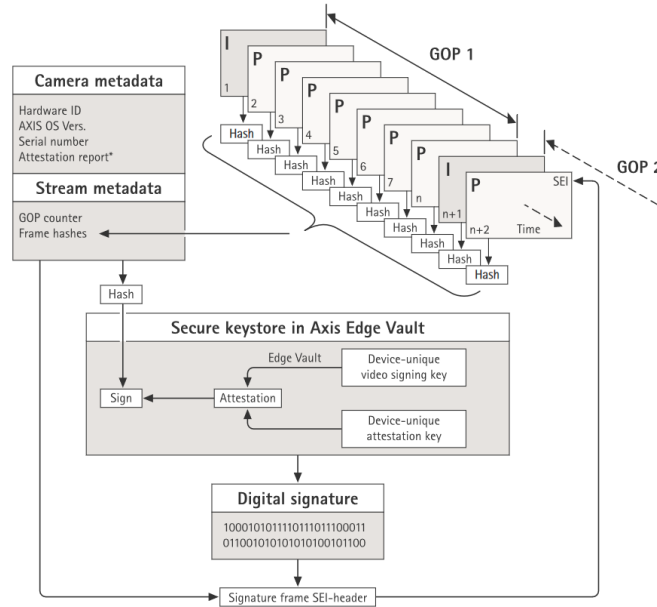 GOP 1
GOP 2
I
1
P
2
P
3
P
4
P
5
P
6
P
7
P
n
I
n+1
P
SEI
n+2
Time
Hash
Hash
Hash
Hash
Hash
Hash
Hash
Hash
Hash
Hash
Camera metadata
Hardware ID
AXIS OS Vers.
Serial number
Attestation report*
Stream metadata
GOP counter
Frame hashes
Hash
Secure keystore in Axis Edge Vault
Edge Vault
Device-unique
video signing key
Sign
Attestation
Device-unique
attestation key
Digital signature
1000101011110111011100011
011001010101010100101100
Signature frame SEI-header